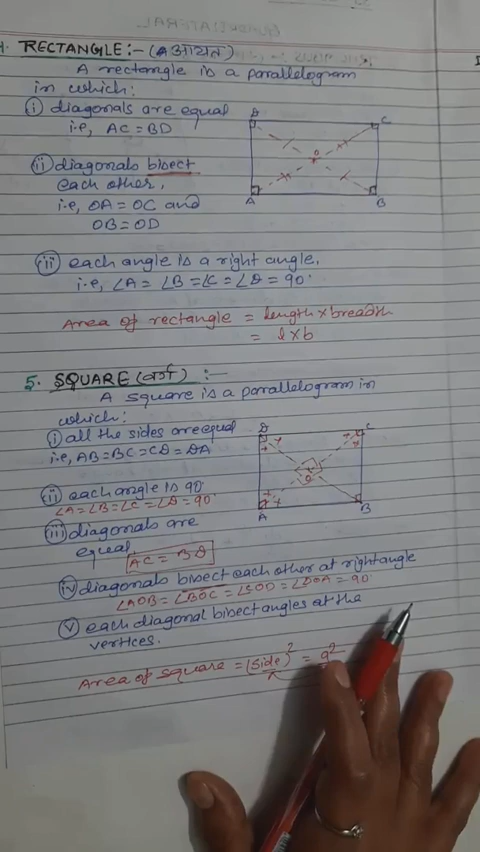 4. RECTANGLE:- (आयत)
A rectangle is a parallelogram
in which:
(i) diagonals are equal
i.e, AC = BD
D
C
O
A
B
(ii) diagonals bisect
each other,
i.e, OA = OC and
OB = OD
(iii) each angle is a right angle,
i.e, ∠A = ∠B = ∠C = ∠D = 90°
Area of rectangle = length × breadth
= l × b
5. SQUARE (वर्ग) :-
A square is a parallelogram in
which:
(i) all the sides are equal
i.e, AB = BC = CD = DA
D
C
O
A
B
(ii) each angle is 90°
∠A = ∠B = ∠C = ∠D = 90°
(iii) diagonals are
equal
AC = BD
(iv) diagonals bisect each other at right angle
∠AOB = ∠BOC = ∠COD = ∠DOA = 90°
(v) each diagonal bisect angles at the
vertices.
Area of square = (side)² = a²